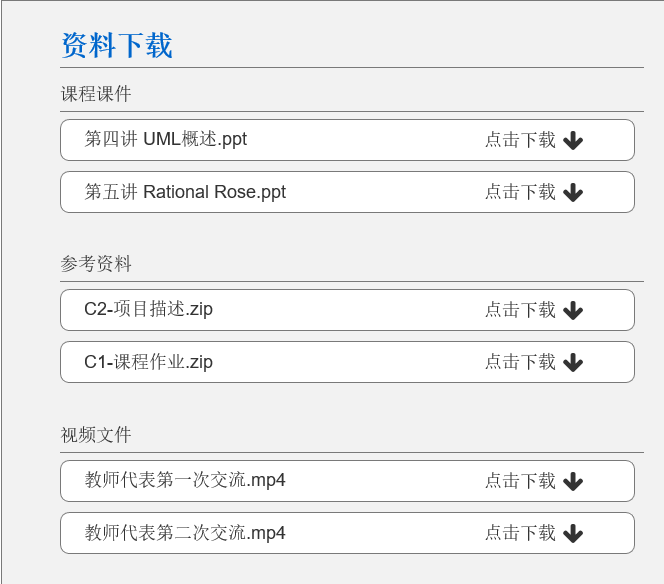 资料下载
课程课件
第四讲 UML概述.ppt 点击下载
第五讲 Rational Rose.ppt 点击下载
参考资料
C2-项目描述.zip 点击下载
C1-课程作业.zip 点击下载
视频文件
教师代表第一次交流.mp4 点击下载
教师代表第二次交流.mp4 点击下载